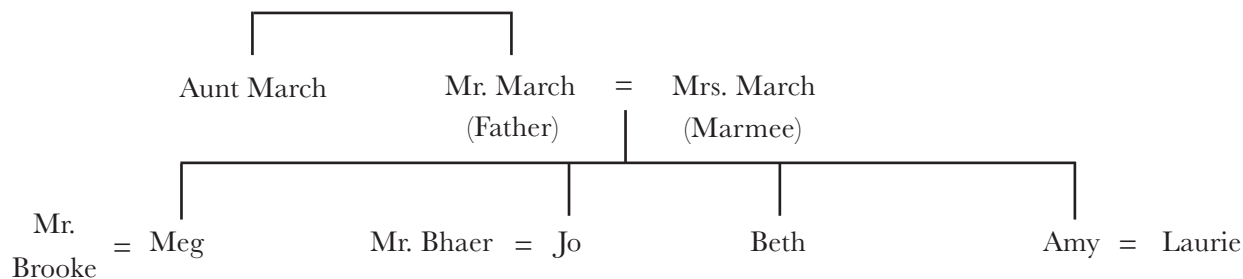 Aunt March Mr. March = Mrs. March
(Father) (Marmee)
Mr. Brooke = Meg Mr. Bhaer = Jo Beth Amy = Laurie